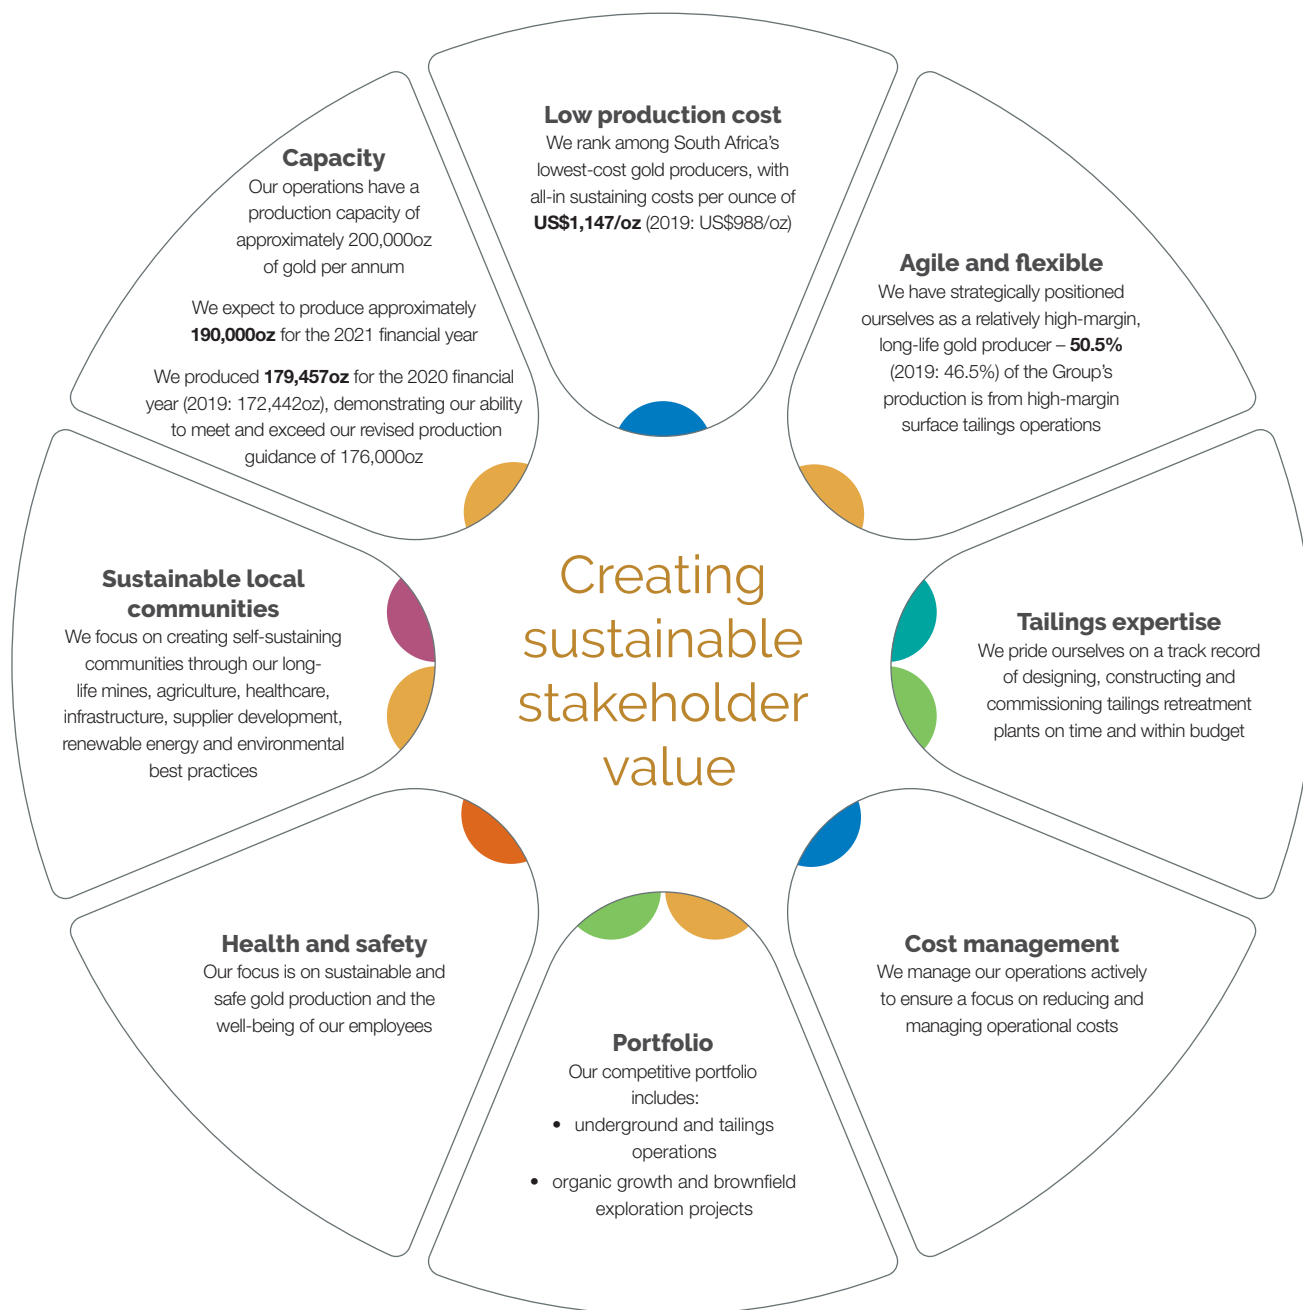 Low production cost
We rank among South Africa's
lowest-cost gold producers, with
all-in sustaining costs per ounce of
US$1,147/oz (2019: US$988/oz)
Agile and flexible
We have strategically positioned
ourselves as a relatively high-margin,
long-life gold producer – 50.5%
(2019: 46.5%) of the Group's
production is from high-margin
surface tailings operations
Tailings expertise
We pride ourselves on a track record
of designing, constructing and
commissioning tailings retreatment
plants on time and within budget
Cost management
We manage our operations actively
to ensure a focus on reducing and
managing operational costs
Portfolio
Our competitive portfolio
includes:
• underground and tailings
operations
• organic growth and brownfield
exploration projects
Health and safety
Our focus is on sustainable and
safe gold production and the
well-being of our employees
Sustainable local
communities
We focus on creating self-sustaining
communities through our long-
life mines, agriculture, healthcare,
infrastructure, supplier development,
renewable energy and environmental
best practices
Capacity
Our operations have a
production capacity of
approximately 200,000oz
of gold per annum
We expect to produce approximately
190,000oz for the 2021 financial year
We produced 179,457oz for the 2020 financial
year (2019: 172,442oz), demonstrating our ability
to meet and exceed our revised production
guidance of 176,000oz
Creating
sustainable
stakeholder
value